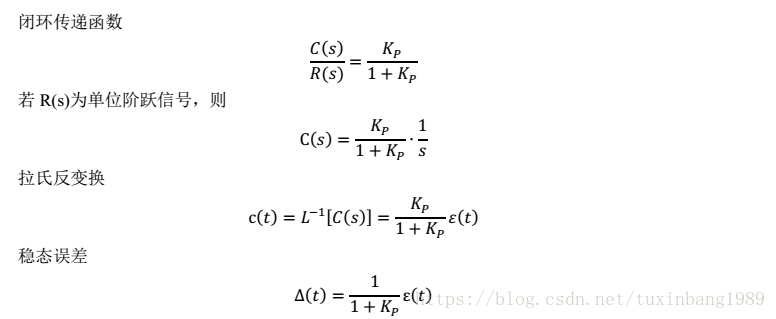 闭环传递函数
C(s)/R(s) = K_P/(1 + K_P)
若 R(s)为单位阶跃信号，则
C(s) = K_P/(1 + K_P) · 1/s
拉氏反变换
c(t) = L⁻¹[C(s)] = K_P/(1 + K_P) ε(t)
稳态误差
Δ(t) = 1/(1 + K_P) ε(t)
https://blog.csdn.net/tuxinbang1989